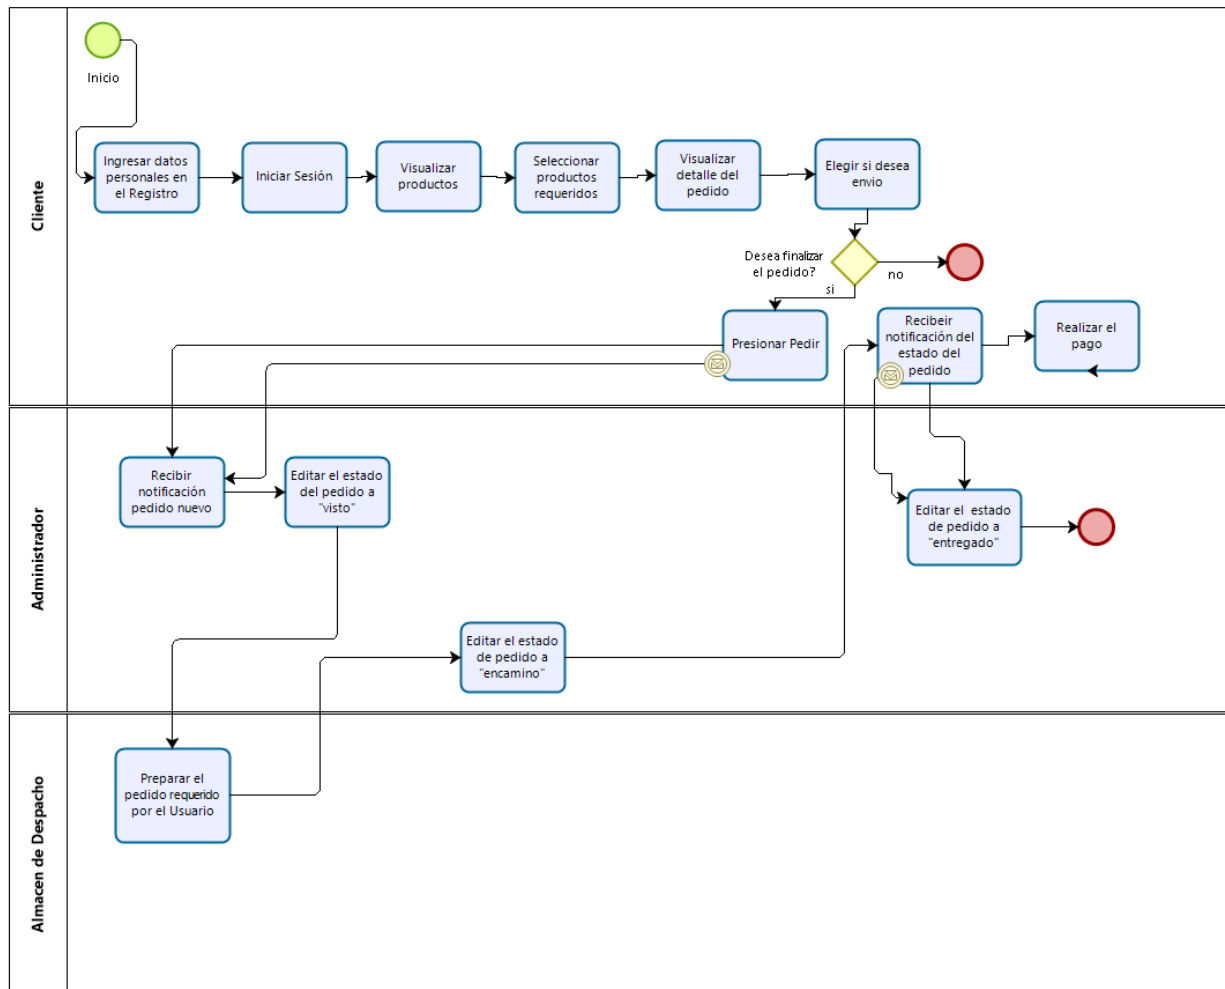 Cliente
Inicio
Ingresar datos
personales en
el Registro
Iniciar Sesión
Visualizar
productos
Seleccionar
productos
requeridos
Visualizar
detalle del
pedido
Elegir si desea
envio
Desea finalizar
el pedido?
no
si
Presionar Pedir
Recibeir
notificación del
estado del
pedido
Realizar el
pago
Administrador
Recibir
notificación
pedido nuevo
Editar el estado
del pedido a
"visto"
Editar el estado
de pedido a
"entregado"
Editar el estado
de pedido a
"encamino"
Almacen de Despacho
Preparar el
pedido requerido
por el Usuario